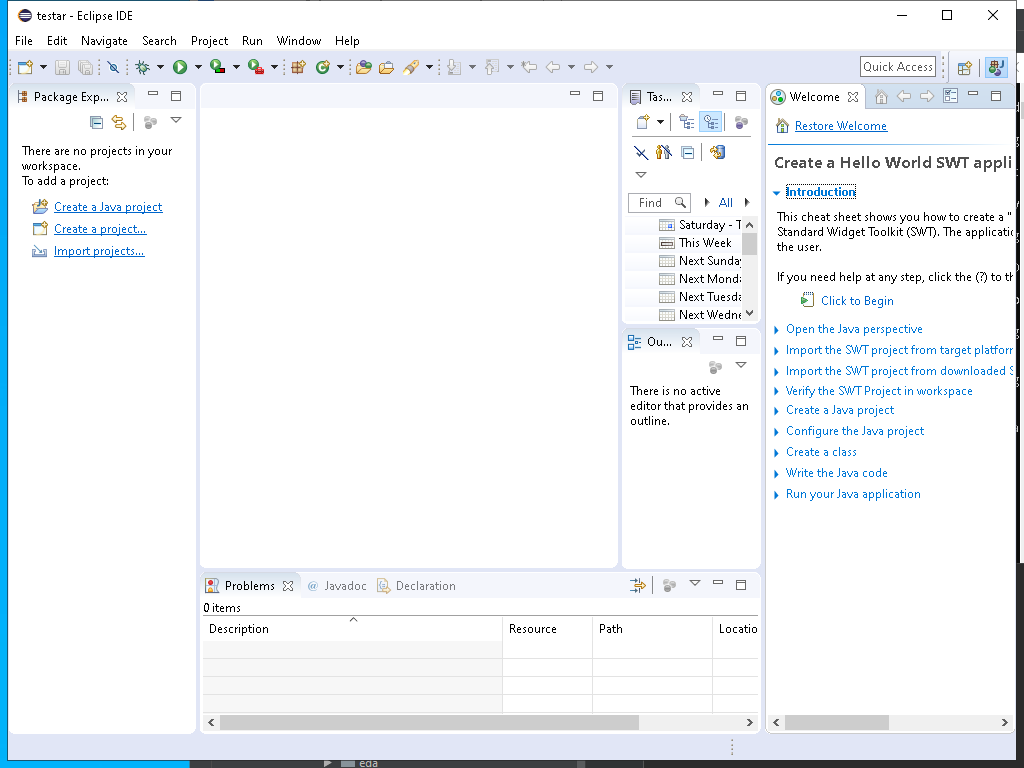 testar - Eclipse IDE
File Edit Navigate Search Project Run Window Help
Quick Access
Package Exp...
There are no projects in your
workspace.
To add a project:
Create a Java project
Create a project...
Import projects...
Tas...
Find
All
Saturday - T
This Week
Next Sunday
Next Monda
Next Tuesda
Next Wedne
Ou...
There is no active
editor that provides an
outline.
Welcome
Restore Welcome
Create a Hello World SWT appli
Introduction
This cheat sheet shows you how to create a "
Standard Widget Toolkit (SWT). The applicatio
the user.
If you need help at any step, click the (?) to th
Click to Begin
Open the Java perspective
Import the SWT project from target platform
Import the SWT project from downloaded S
Verify the SWT Project in workspace
Create a Java project
Configure the Java project
Create a class
Write the Java code
Run your Java application
Problems @ Javadoc Declaration
0 items
Description Resource Path Locatio
eda